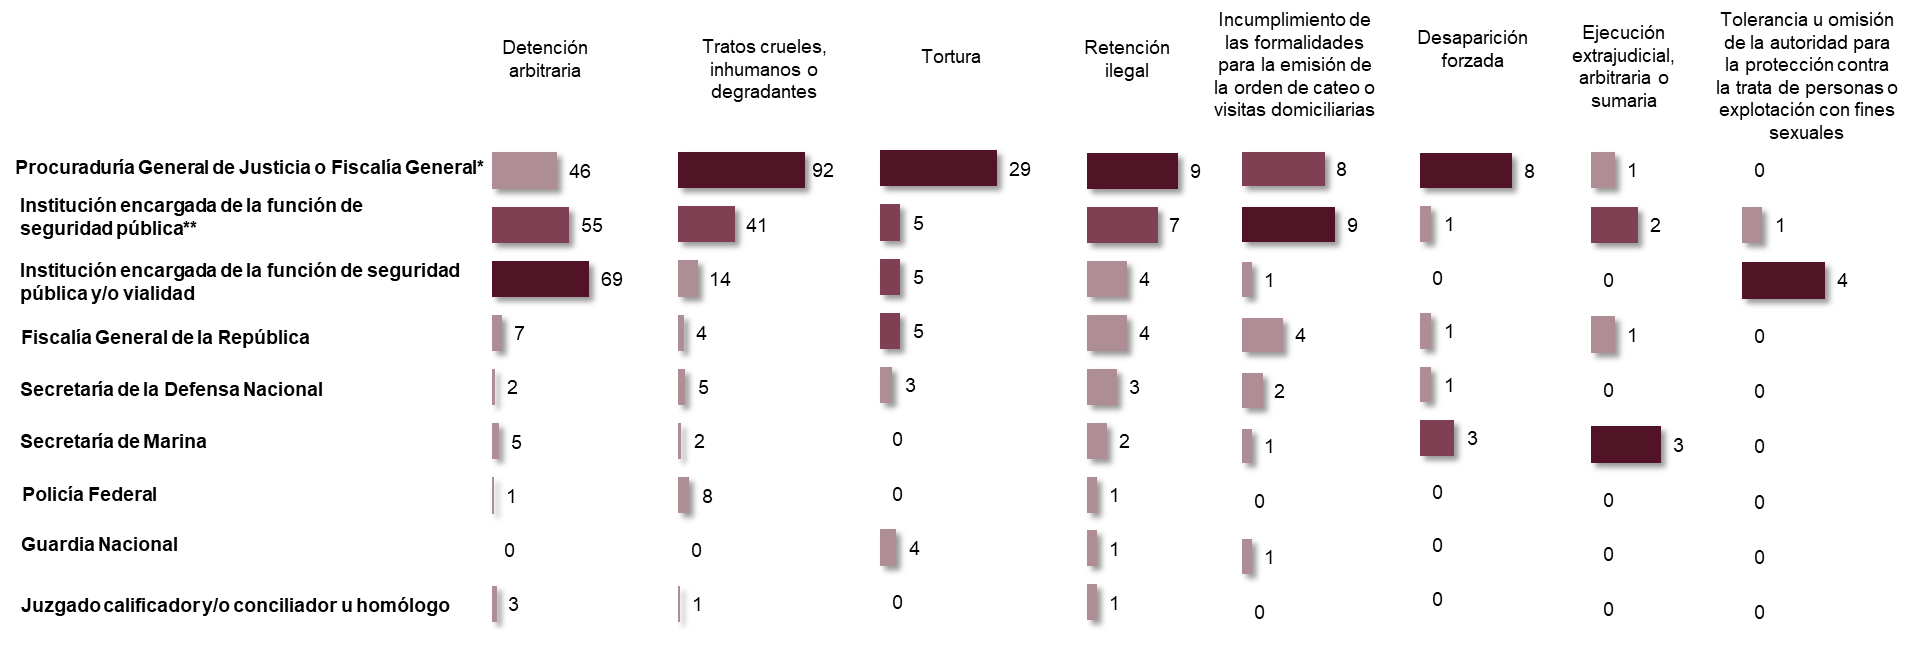 Detención
arbitraria
Tratos crueles,
inhumanos o
degradantes
Tortura
Retención
ilegal
Incumplimiento de
las formalidades
para la emisión de
la orden de cateo o
visitas domiciliarias
Desaparición
forzada
Ejecución
extrajudicial,
arbitraria o
sumaria
Tolerancia u omisión
de la autoridad para
la protección contra
la trata de personas o
explotación con fines
sexuales
Procuraduría General de Justicia o Fiscalía General* 46 92 29 9 8 8 1 0
Institución encargada de la función de
seguridad pública** 55 41 5 7 9 1 2 1
Institución encargada de la función de seguridad
pública y/o vialidad 69 14 5 4 1 0 0 4
Fiscalía General de la República 7 4 5 4 4 1 1 0
Secretaría de la Defensa Nacional 2 5 3 3 2 1 0 0
Secretaría de Marina 5 2 0 2 1 3 3 0
Policía Federal 1 8 0 1 0 0 0 0
Guardia Nacional 0 0 4 1 1 0 0 0
Juzgado calificador y/o conciliador u homólogo 3 1 0 1 0 0 0 0